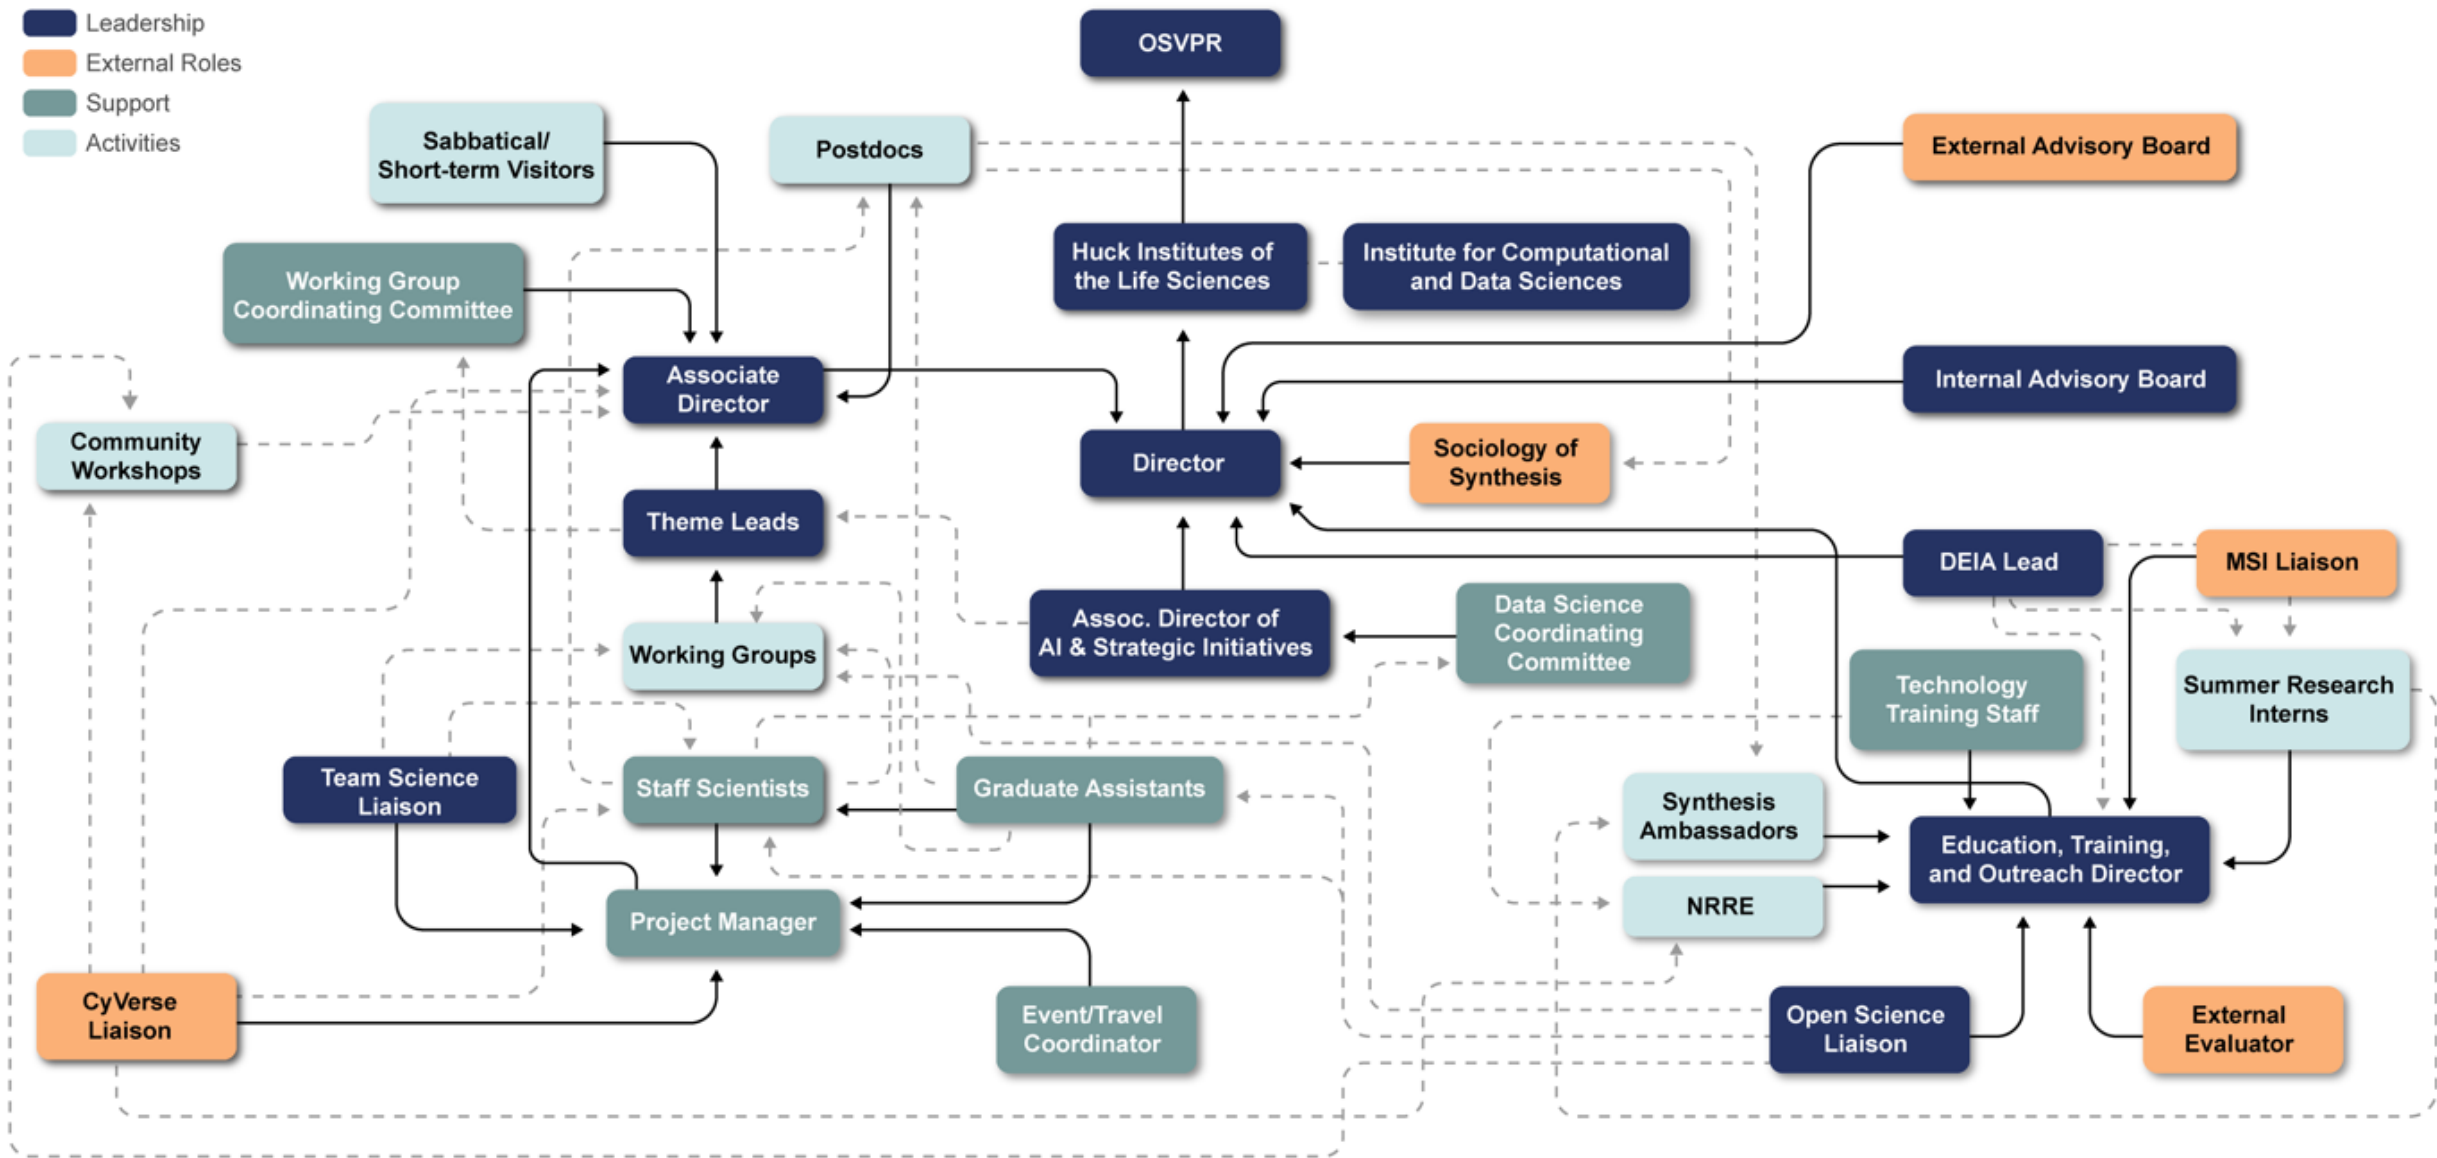 Leadership
External Roles
Support
Activities
OSVPR
Sabbatical/
Short-term Visitors
Postdocs
External Advisory Board
Working Group
Coordinating Committee
Huck Institutes of
the Life Sciences
Institute for Computational
and Data Sciences
Associate
Director
Internal Advisory Board
Community
Workshops
Director
Sociology of
Synthesis
Theme Leads
DEIA Lead
MSI Liaison
Assoc. Director of
AI & Strategic Initiatives
Data Science
Coordinating
Committee
Working Groups
Technology
Training Staff
Summer Research
Interns
Team Science
Liaison
Staff Scientists
Graduate Assistants
Synthesis
Ambassadors
Education, Training,
and Outreach Director
NRRE
Project Manager
CyVerse
Liaison
Event/Travel
Coordinator
Open Science
Liaison
External
Evaluator